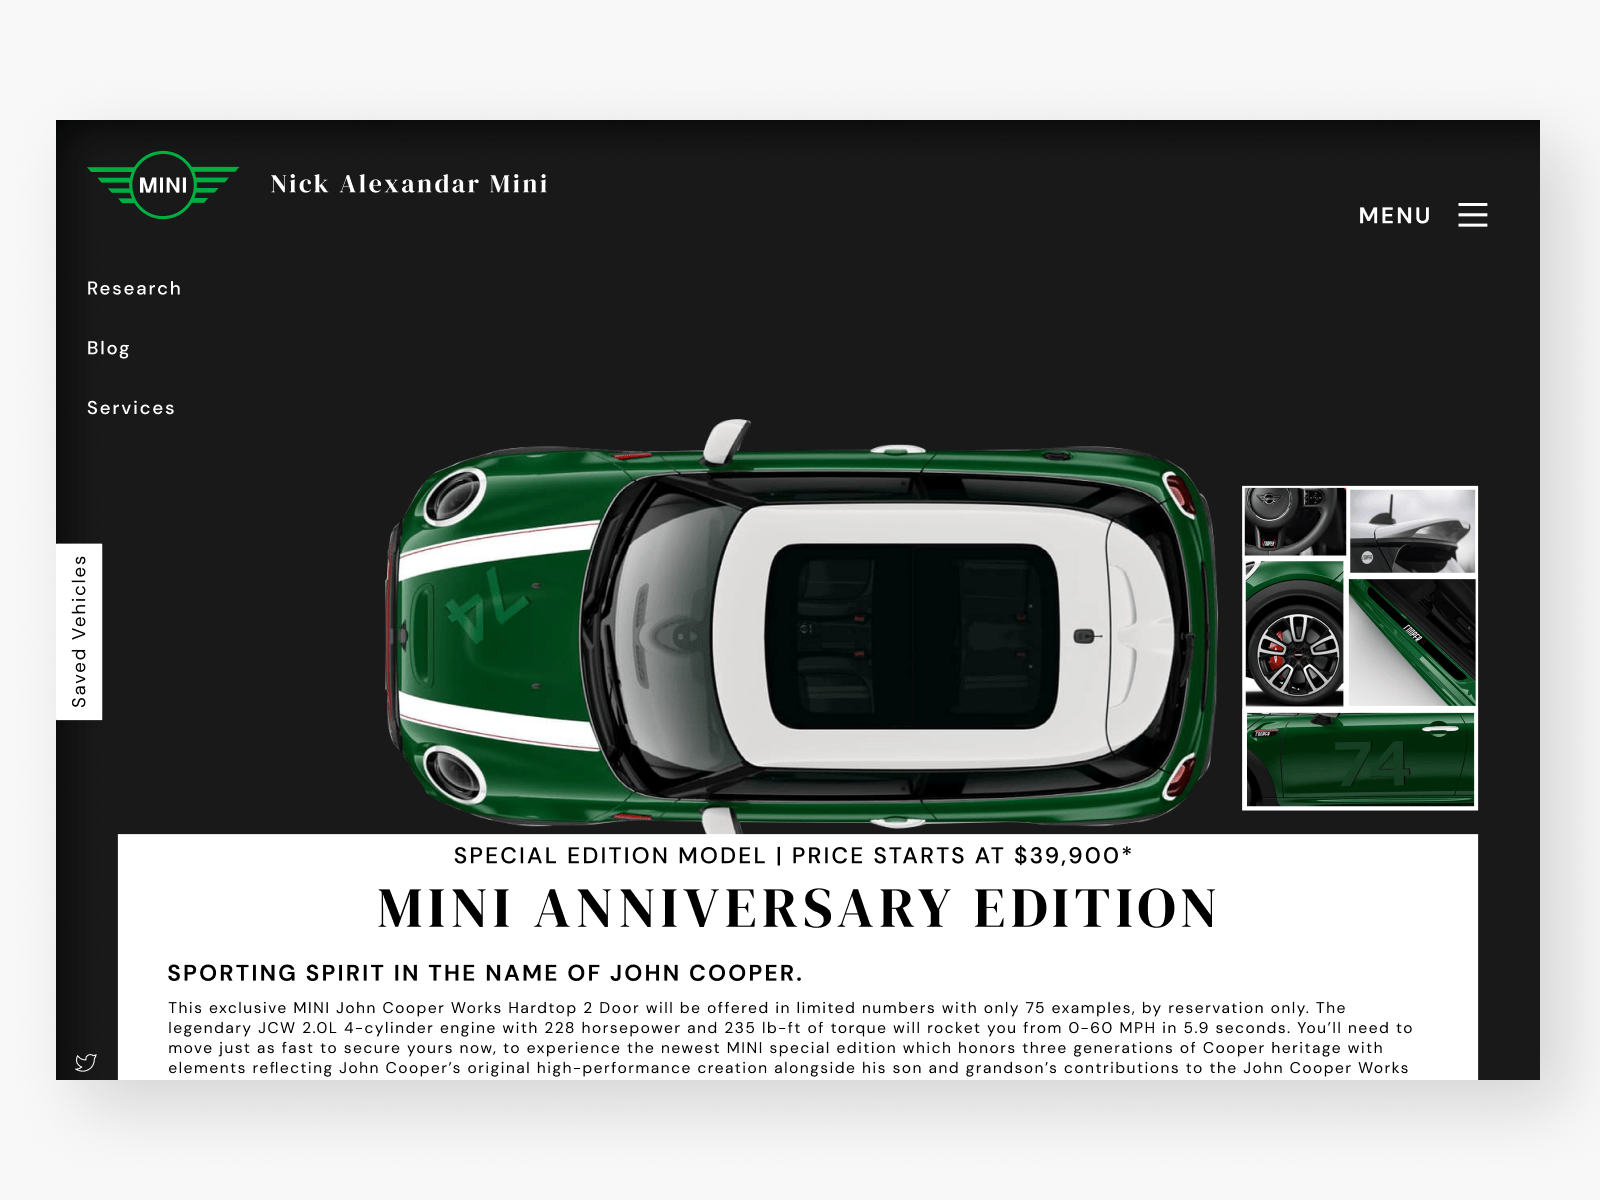 MINI
Nick Alexandar Mini
MENU
Research
Blog
Services
Saved Vehicles
74
74
SPECIAL EDITION MODEL | PRICE STARTS AT $39,900*
MINI ANNIVERSARY EDITION
SPORTING SPIRIT IN THE NAME OF JOHN COOPER.
This exclusive MINI John Cooper Works Hardtop 2 Door will be offered in limited numbers with only 75 examples, by reservation only. The
legendary JCW 2.0L 4-cylinder engine with 228 horsepower and 235 lb-ft of torque will rocket you from 0-60 MPH in 5.9 seconds. You’ll need to
move just as fast to secure yours now, to experience the newest MINI special edition which honors three generations of Cooper heritage with
elements reflecting John Cooper’s original high-performance creation alongside his son and grandson’s contributions to the John Cooper Works